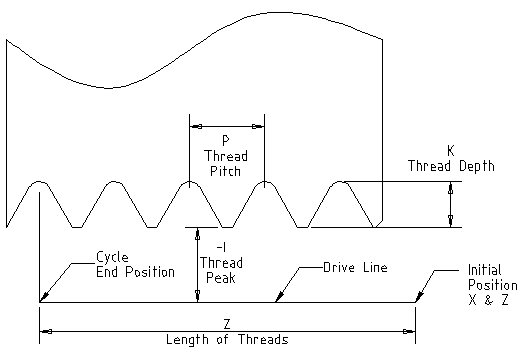 P
Thread
Pitch
K
Thread Depth
-I
Thread
Peak
Cycle
End Position
Drive Line
Initial
Position
X & Z
Z
Length of Threads